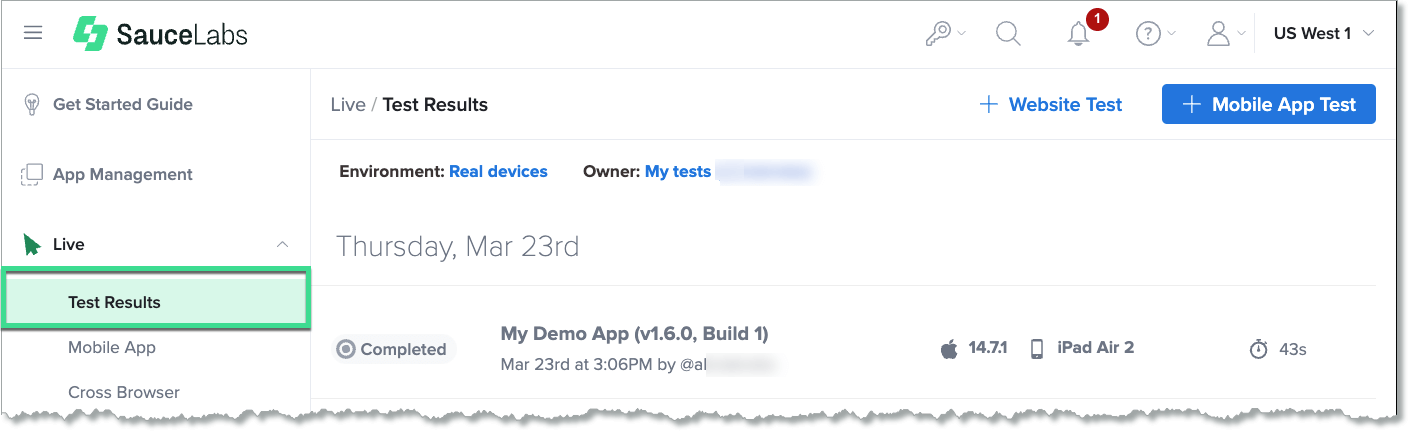 SauceLabs
1
?
US West 1
Get Started Guide
Live / Test Results
+ Website Test
+ Mobile App Test
App Management
Environment: Real devices
Owner: My tests
Live
Thursday, Mar 23rd
Test Results
Mobile App
Cross Browser
Completed
My Demo App (v1.6.0, Build 1)
Mar 23rd at 3:06PM by @al
14.7.1
iPad Air 2
43s